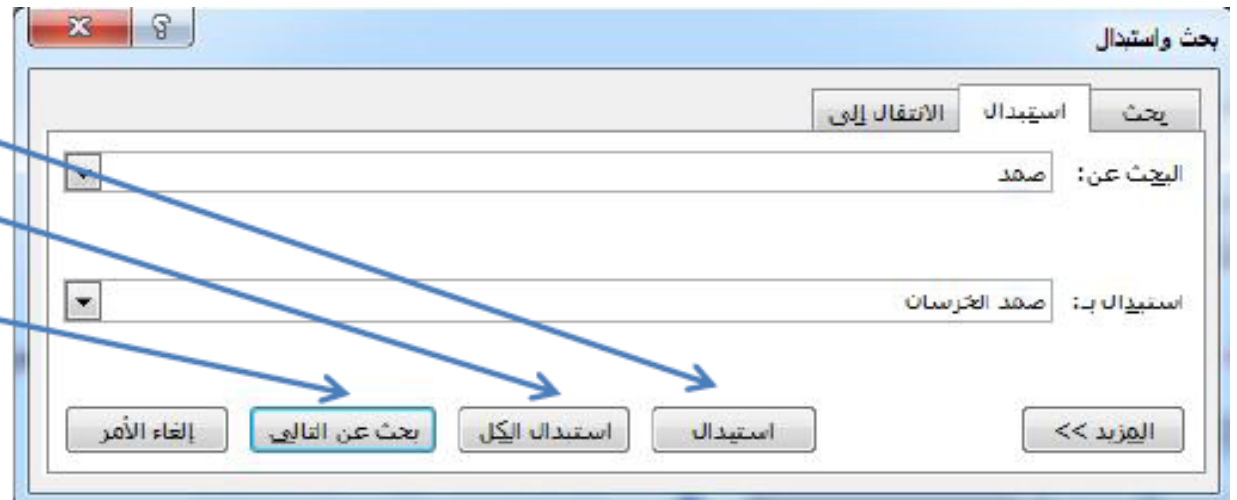 بحث واستبدال
بحث استبدال الانتقال إلى
البحث عن: صمد
استبدال بـ: صمد الخرسان
المزيد >> استبدال استبدال الكل بحث عن التالي إلغاء الأمر